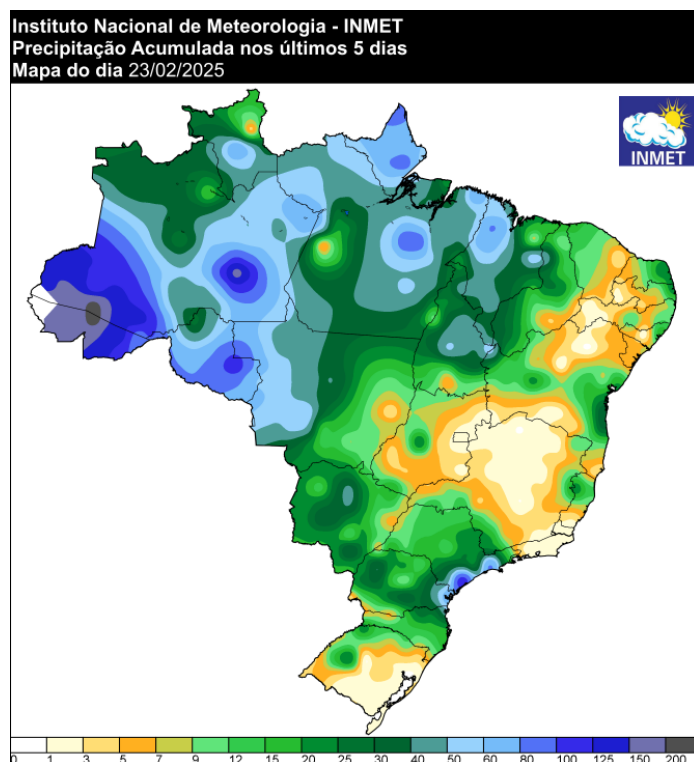 Instituto Nacional de Meteorologia - INMET
Precipitação Acumulada nos últimos 5 dias
Mapa do dia 23/02/2025
INMET
0 1 3 5 7 9 12 15 20 25 30 40 50 60 80 100 125 150 200